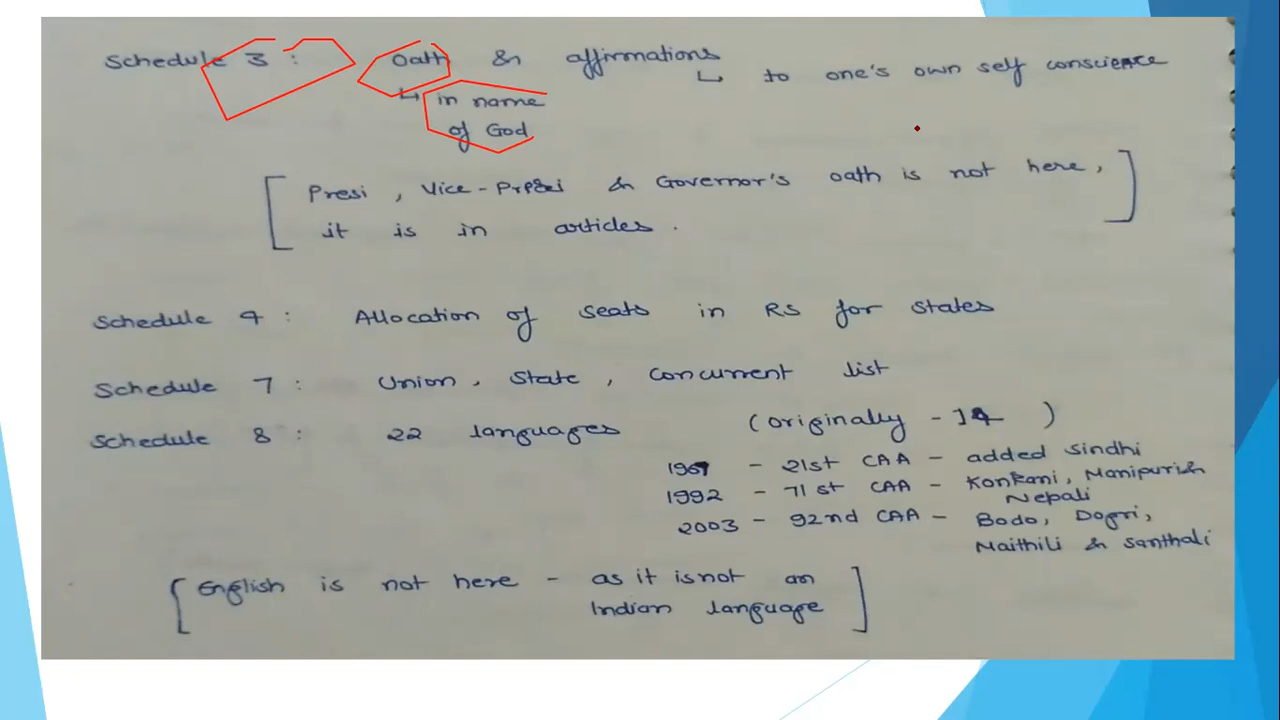 Schedule 3 : Oath & affirmations
↳ to one's own self conscience
↳ in name
of God
[ Presi , Vice - Presi & Governor's oath is not here,
it is in articles . ]
Schedule 4 : Allocation of seats in RS for states
Schedule 7 : Union , State , Concurrent list
Schedule 8 : 22 languages (originally - 14 )
1967 - 21st CAA - added Sindhi
1992 - 71st CAA - Konkani, Manipuri &
Nepali
2003 - 92nd CAA - Bodo, Dogri,
Maithili & Santhali
[ English is not here - as it is not an
Indian language ]